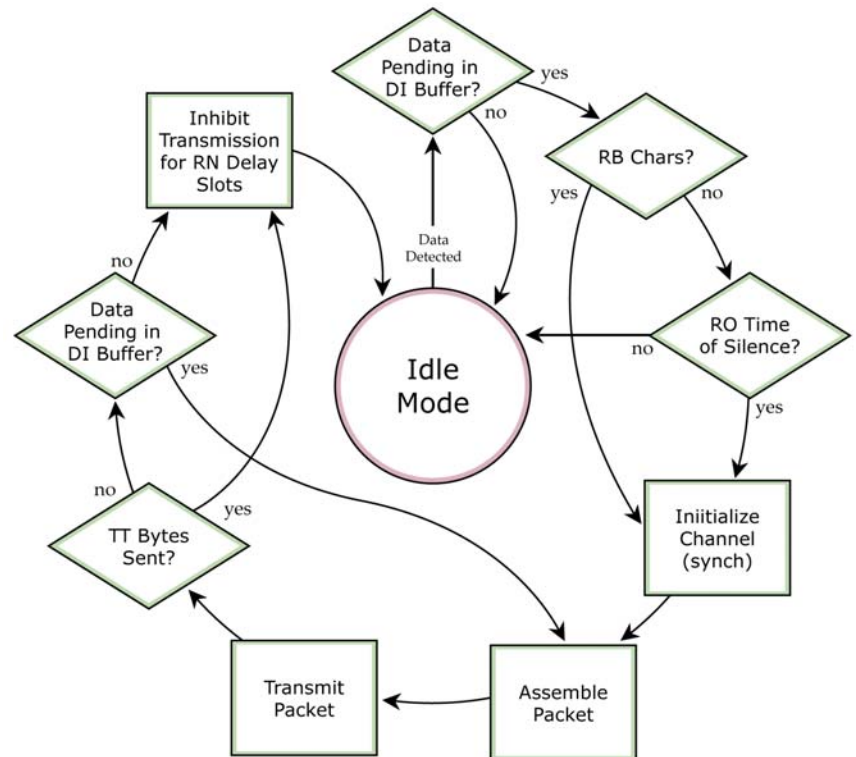 Data
Pending in
DI Buffer?
yes
no
RB Chars?
yes
no
RO Time
of Silence?
no
yes
Iniitialize
Channel
(synch)
Assemble
Packet
Transmit
Packet
TT Bytes
Sent?
no
yes
Data
Pending in
DI Buffer?
no
yes
Inhibit
Transmission
for RN Delay
Slots
Data
Detected
Idle
Mode